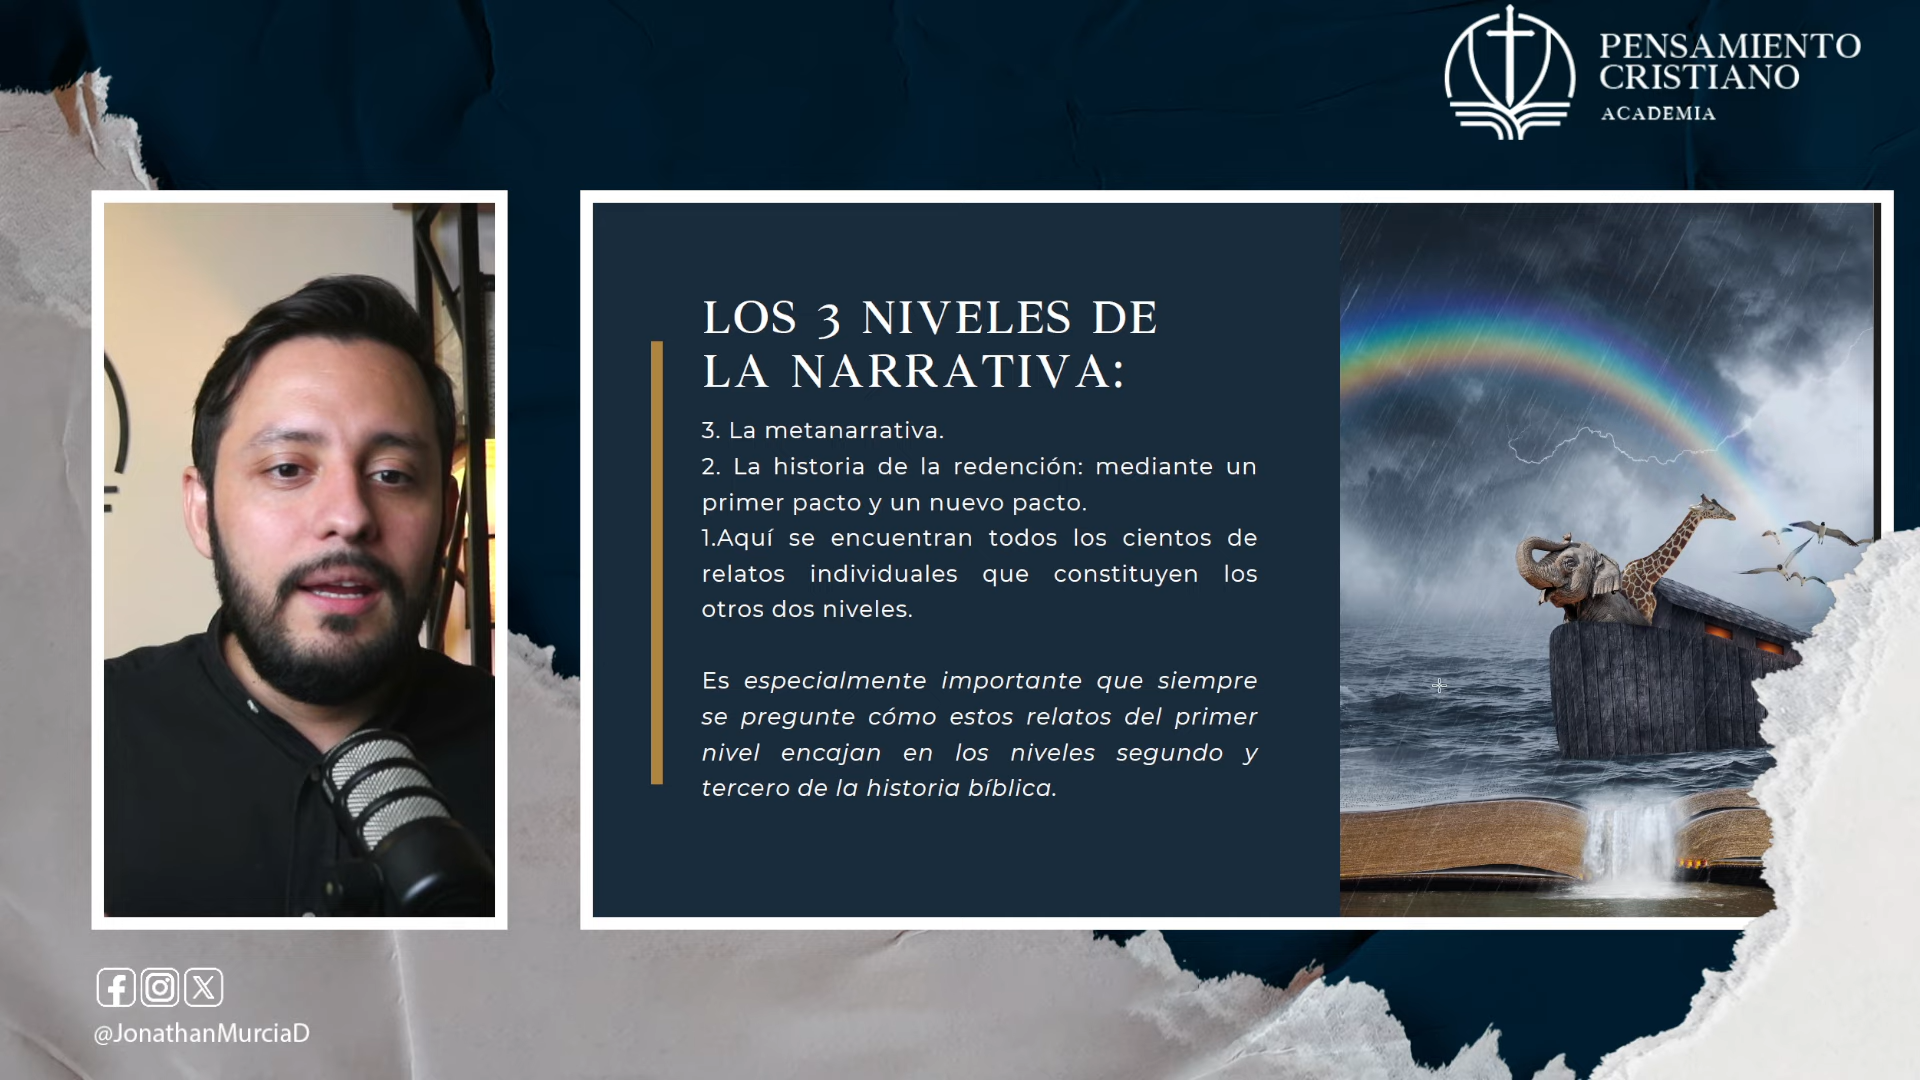 PENSAMIENTO
CRISTIANO
ACADEMIA
LOS 3 NIVELES DE
LA NARRATIVA:
3. La metanarrativa.
2. La historia de la redención: mediante un
primer pacto y un nuevo pacto.
1.Aquí se encuentran todos los cientos de
relatos individuales que constituyen los
otros dos niveles.
Es especialmente importante que siempre
se pregunte cómo estos relatos del primer
nivel encajan en los niveles segundo y
tercero de la historia bíblica.
@JonathanMurciaD